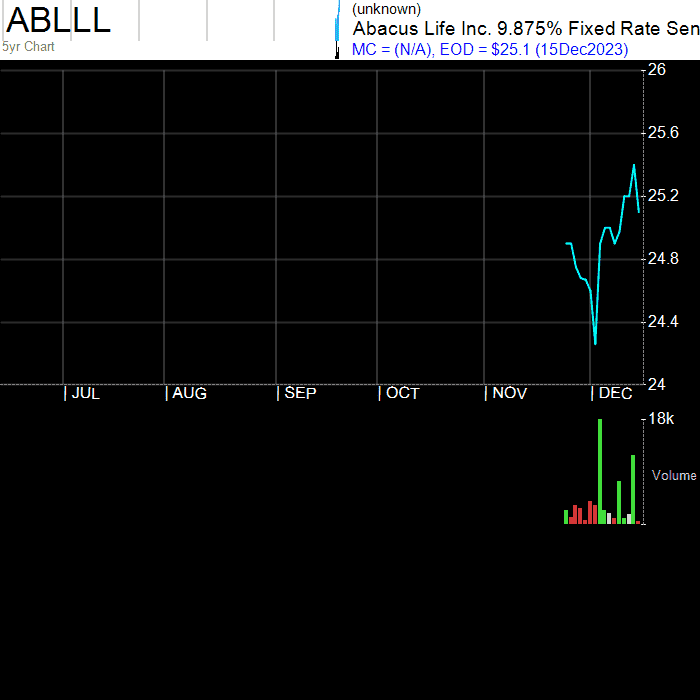 ABLLL
5yr Chart
(unknown)
Abacus Life Inc. 9.875% Fixed Rate Sen
MC = (N/A), EOD = $25.1 (15Dec2023)
26
25.6
25.2
24.8
24.4
24
| JUL | AUG | SEP | OCT | NOV | DEC
18k
Volume